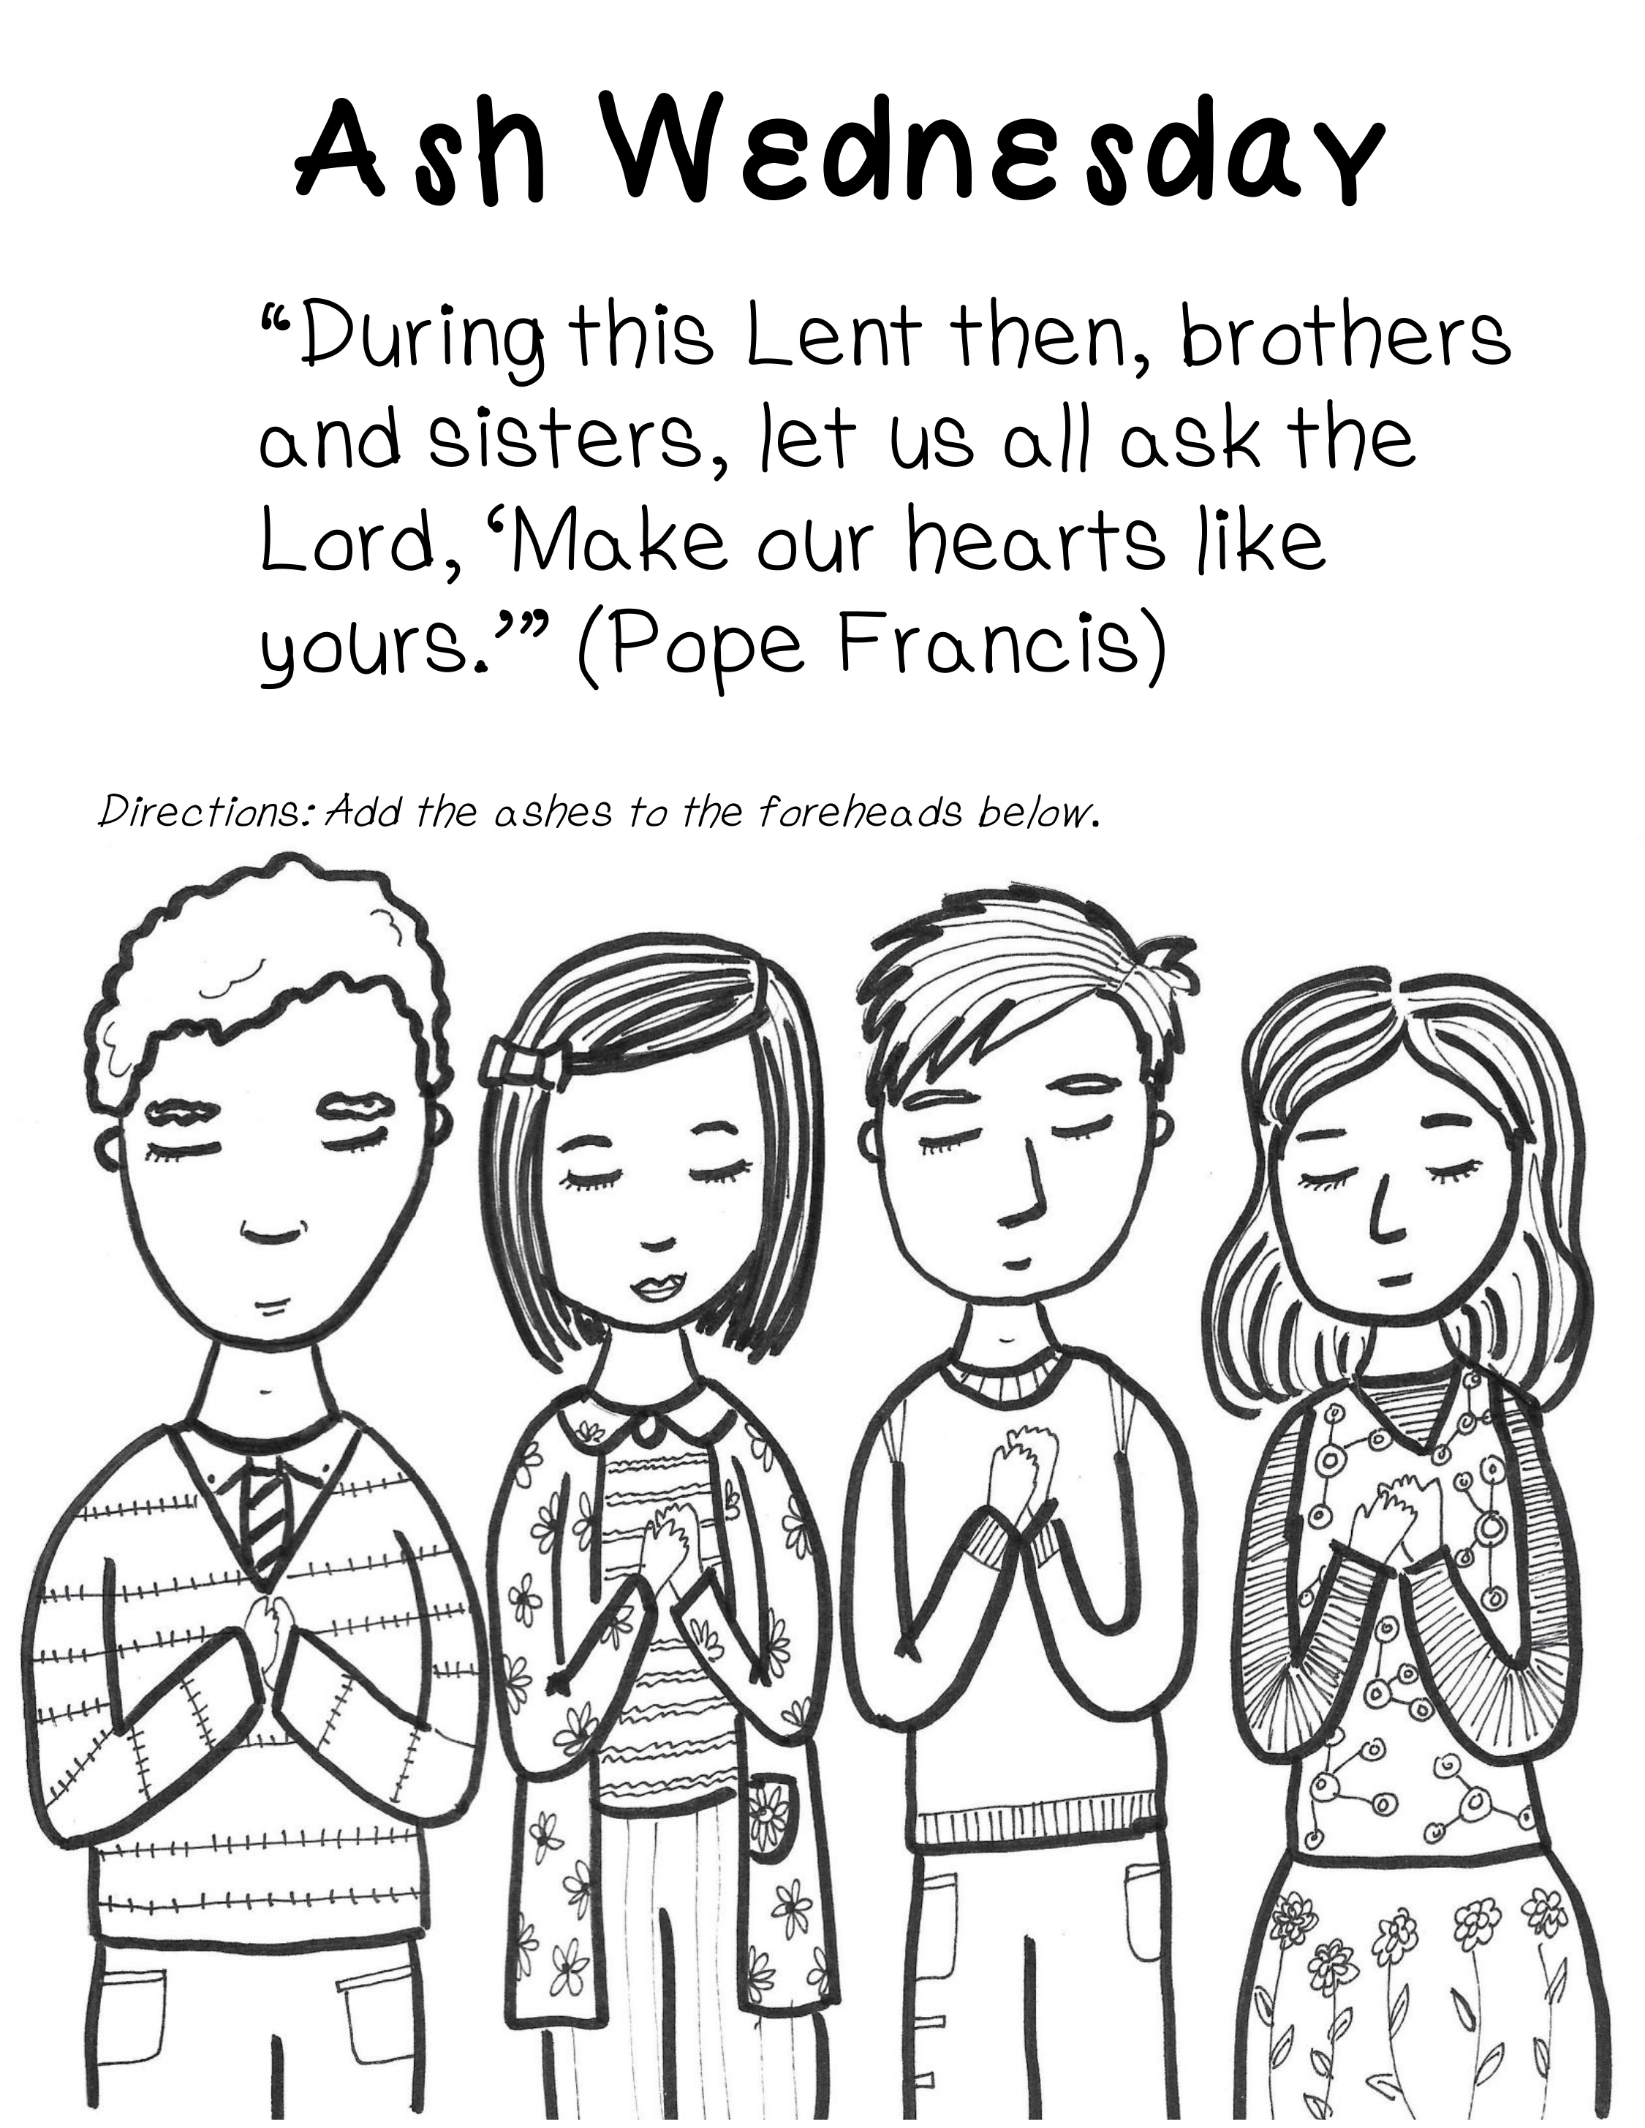 Ash Wednesday
“During this Lent then, brothers
and sisters, let us all ask the
Lord, ‘Make our hearts like
yours.’” (Pope Francis)
Directions: Add the ashes to the foreheads below.